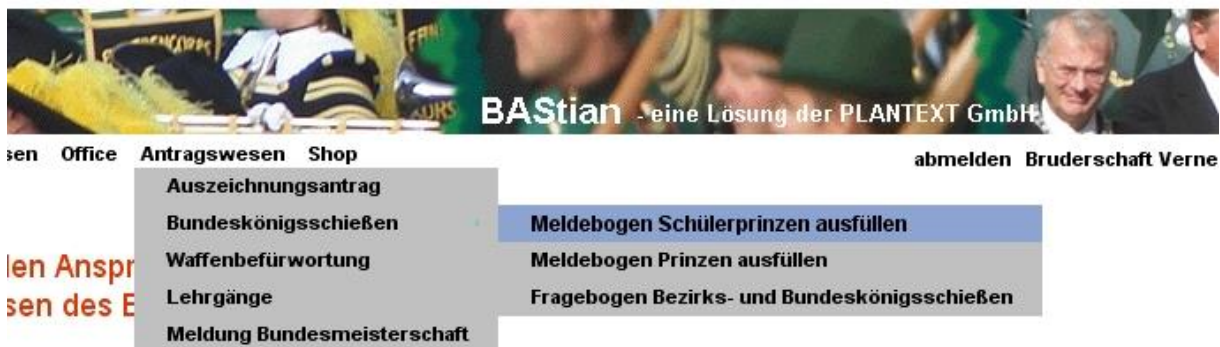 BAStian - eine Lösung der PLANTEXT GmbH
sen Office Antragswesen Shop
abmelden Bruderschaft Verne
Auszeichnungsantrag
Bundeskönigsschießen
Meldebogen Schülerprinzen ausfüllen
Waffenbefürwortung
Meldebogen Prinzen ausfüllen
Lehrgänge
Fragebogen Bezirks- und Bundeskönigsschießen
Meldung Bundesmeisterschaft
len Anspr
sen des E